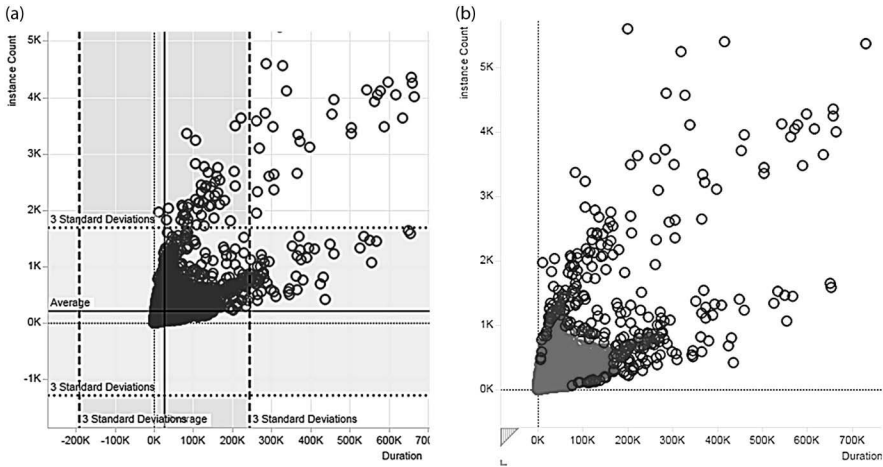 (a)
instance Count
5K
4K
3K
2K
3 Standard Deviations
1K
Average
0K
-1K
3 Standard Deviations
3 Standard Deviations
rage
3 Standard Deviations
-200K
-100K
0K
100K
200K
300K
400K
500K
600K
700
Duration
(b)
instance Count
5K
4K
3K
2K
1K
0K
0K
100K
200K
300K
400K
500K
600K
700K
Duration